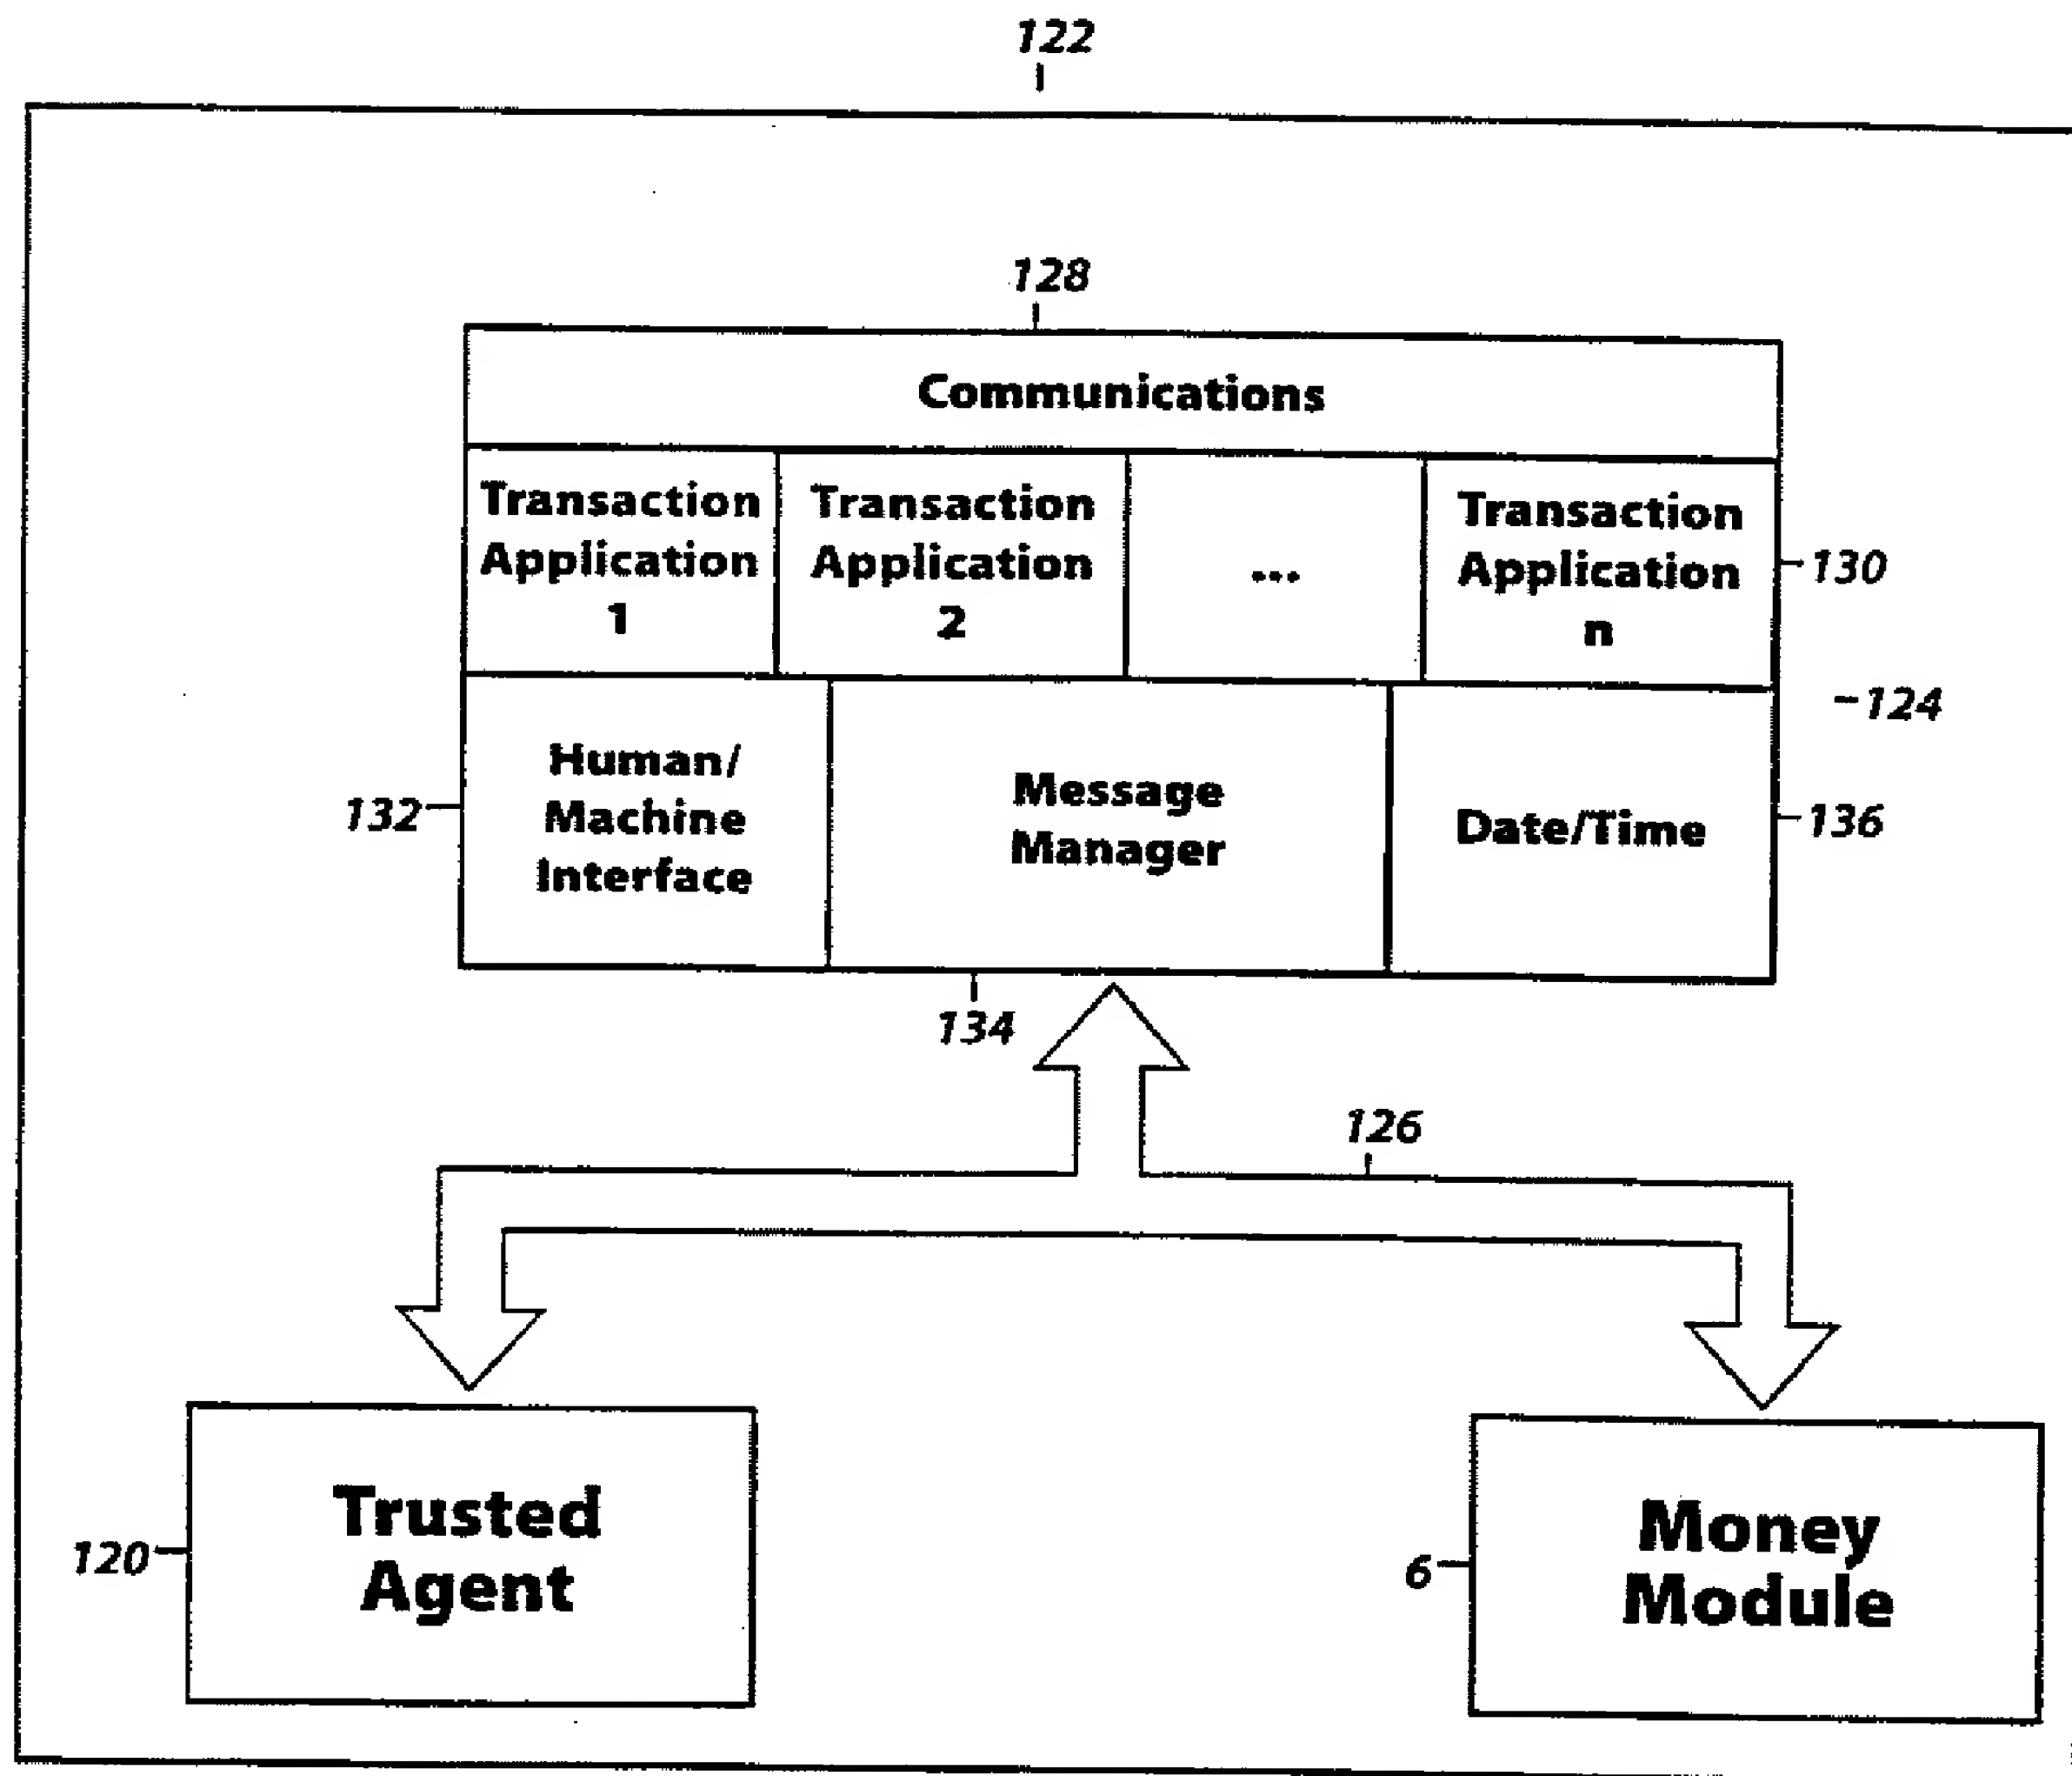 122
128
Communications
Transaction
Application
1
Transaction
Application
2
...
Transaction
Application
n
130
124
132
Human/
Machine
Interface
Message
Manager
Date/Time
136
134
126
120
Trusted
Agent
6
Money
Module